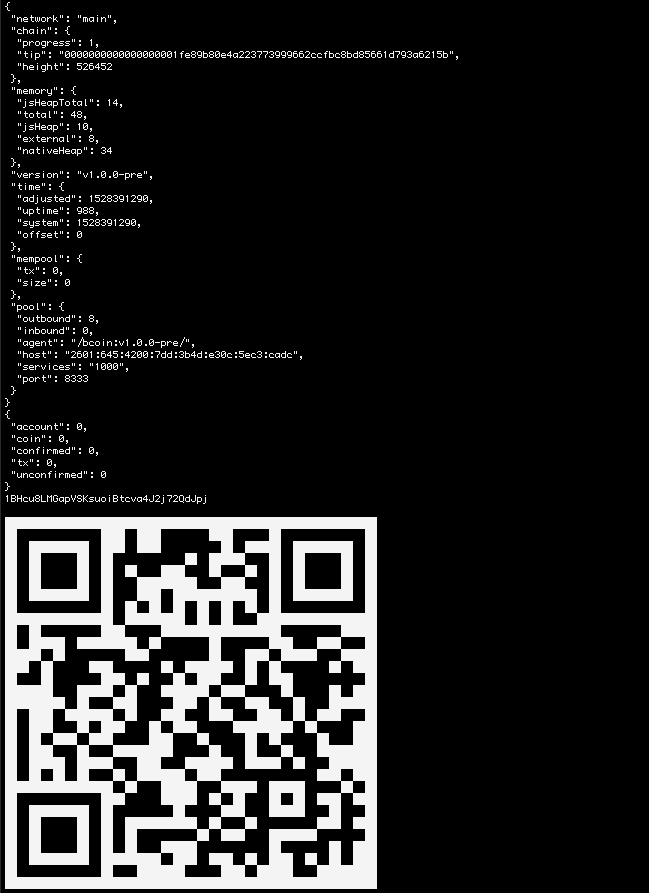 {
"network": "main",
"chain": {
"progress": 1,
"tip": "0000000000000000001fe89b80e4a223773999662ccfbc8bd85661d793a6215b",
"height": 526452
},
"memory": {
"jsHeapTotal": 14,
"total": 48,
"jsHeap": 10,
"external": 8,
"nativeHeap": 34
},
"version": "v1.0.0-pre",
"time": {
"adjusted": 1528391290,
"uptime": 988,
"system": 1528391290,
"offset": 0
},
"mempool": {
"tx": 0,
"size": 0
},
"pool": {
"outbound": 8,
"inbound": 0,
"agent": "/bcoin:v1.0.0-pre/",
"host": "2601:645:4200:7dd:3b4d:e30c:5ec3:cadc",
"services": "1000",
"port": 8333
}
}
{
"account": 0,
"coin": 0,
"confirmed": 0,
"tx": 0,
"unconfirmed": 0
}
1BHcu8LMGapVSKsuoiBtcva4J2j72QdJpj